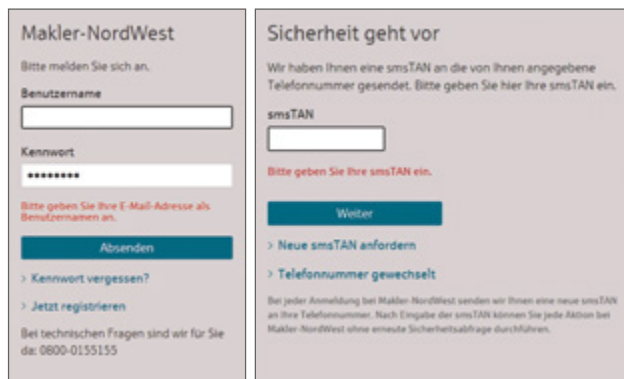 Makler-NordWest
Bitte melden Sie sich an.
Benutzername
Kennwort
••••••••
Bitte geben Sie Ihre E-Mail-Adresse als
Benutzernamen an.
Absenden
> Kennwort vergessen?
> Jetzt registrieren
Bei technischen Fragen sind wir für Sie
da: 0800-0155155
Sicherheit geht vor
Wir haben Ihnen eine smsTAN an die von Ihnen angegebene
Telefonnummer gesendet. Bitte geben Sie hier Ihre smsTAN ein.
smsTAN
Bitte geben Sie Ihre smsTAN ein.
Weiter
> Neue smsTAN anfordern
> Telefonnummer gewechselt
Bei jeder Anmeldung bei Makler-NordWest senden wir Ihnen eine neue smsTAN
an Ihre Telefonnummer. Nach Eingabe der smsTAN können Sie jede Aktion bei
Makler-NordWest ohne erneute Sicherheitsabfrage durchführen.